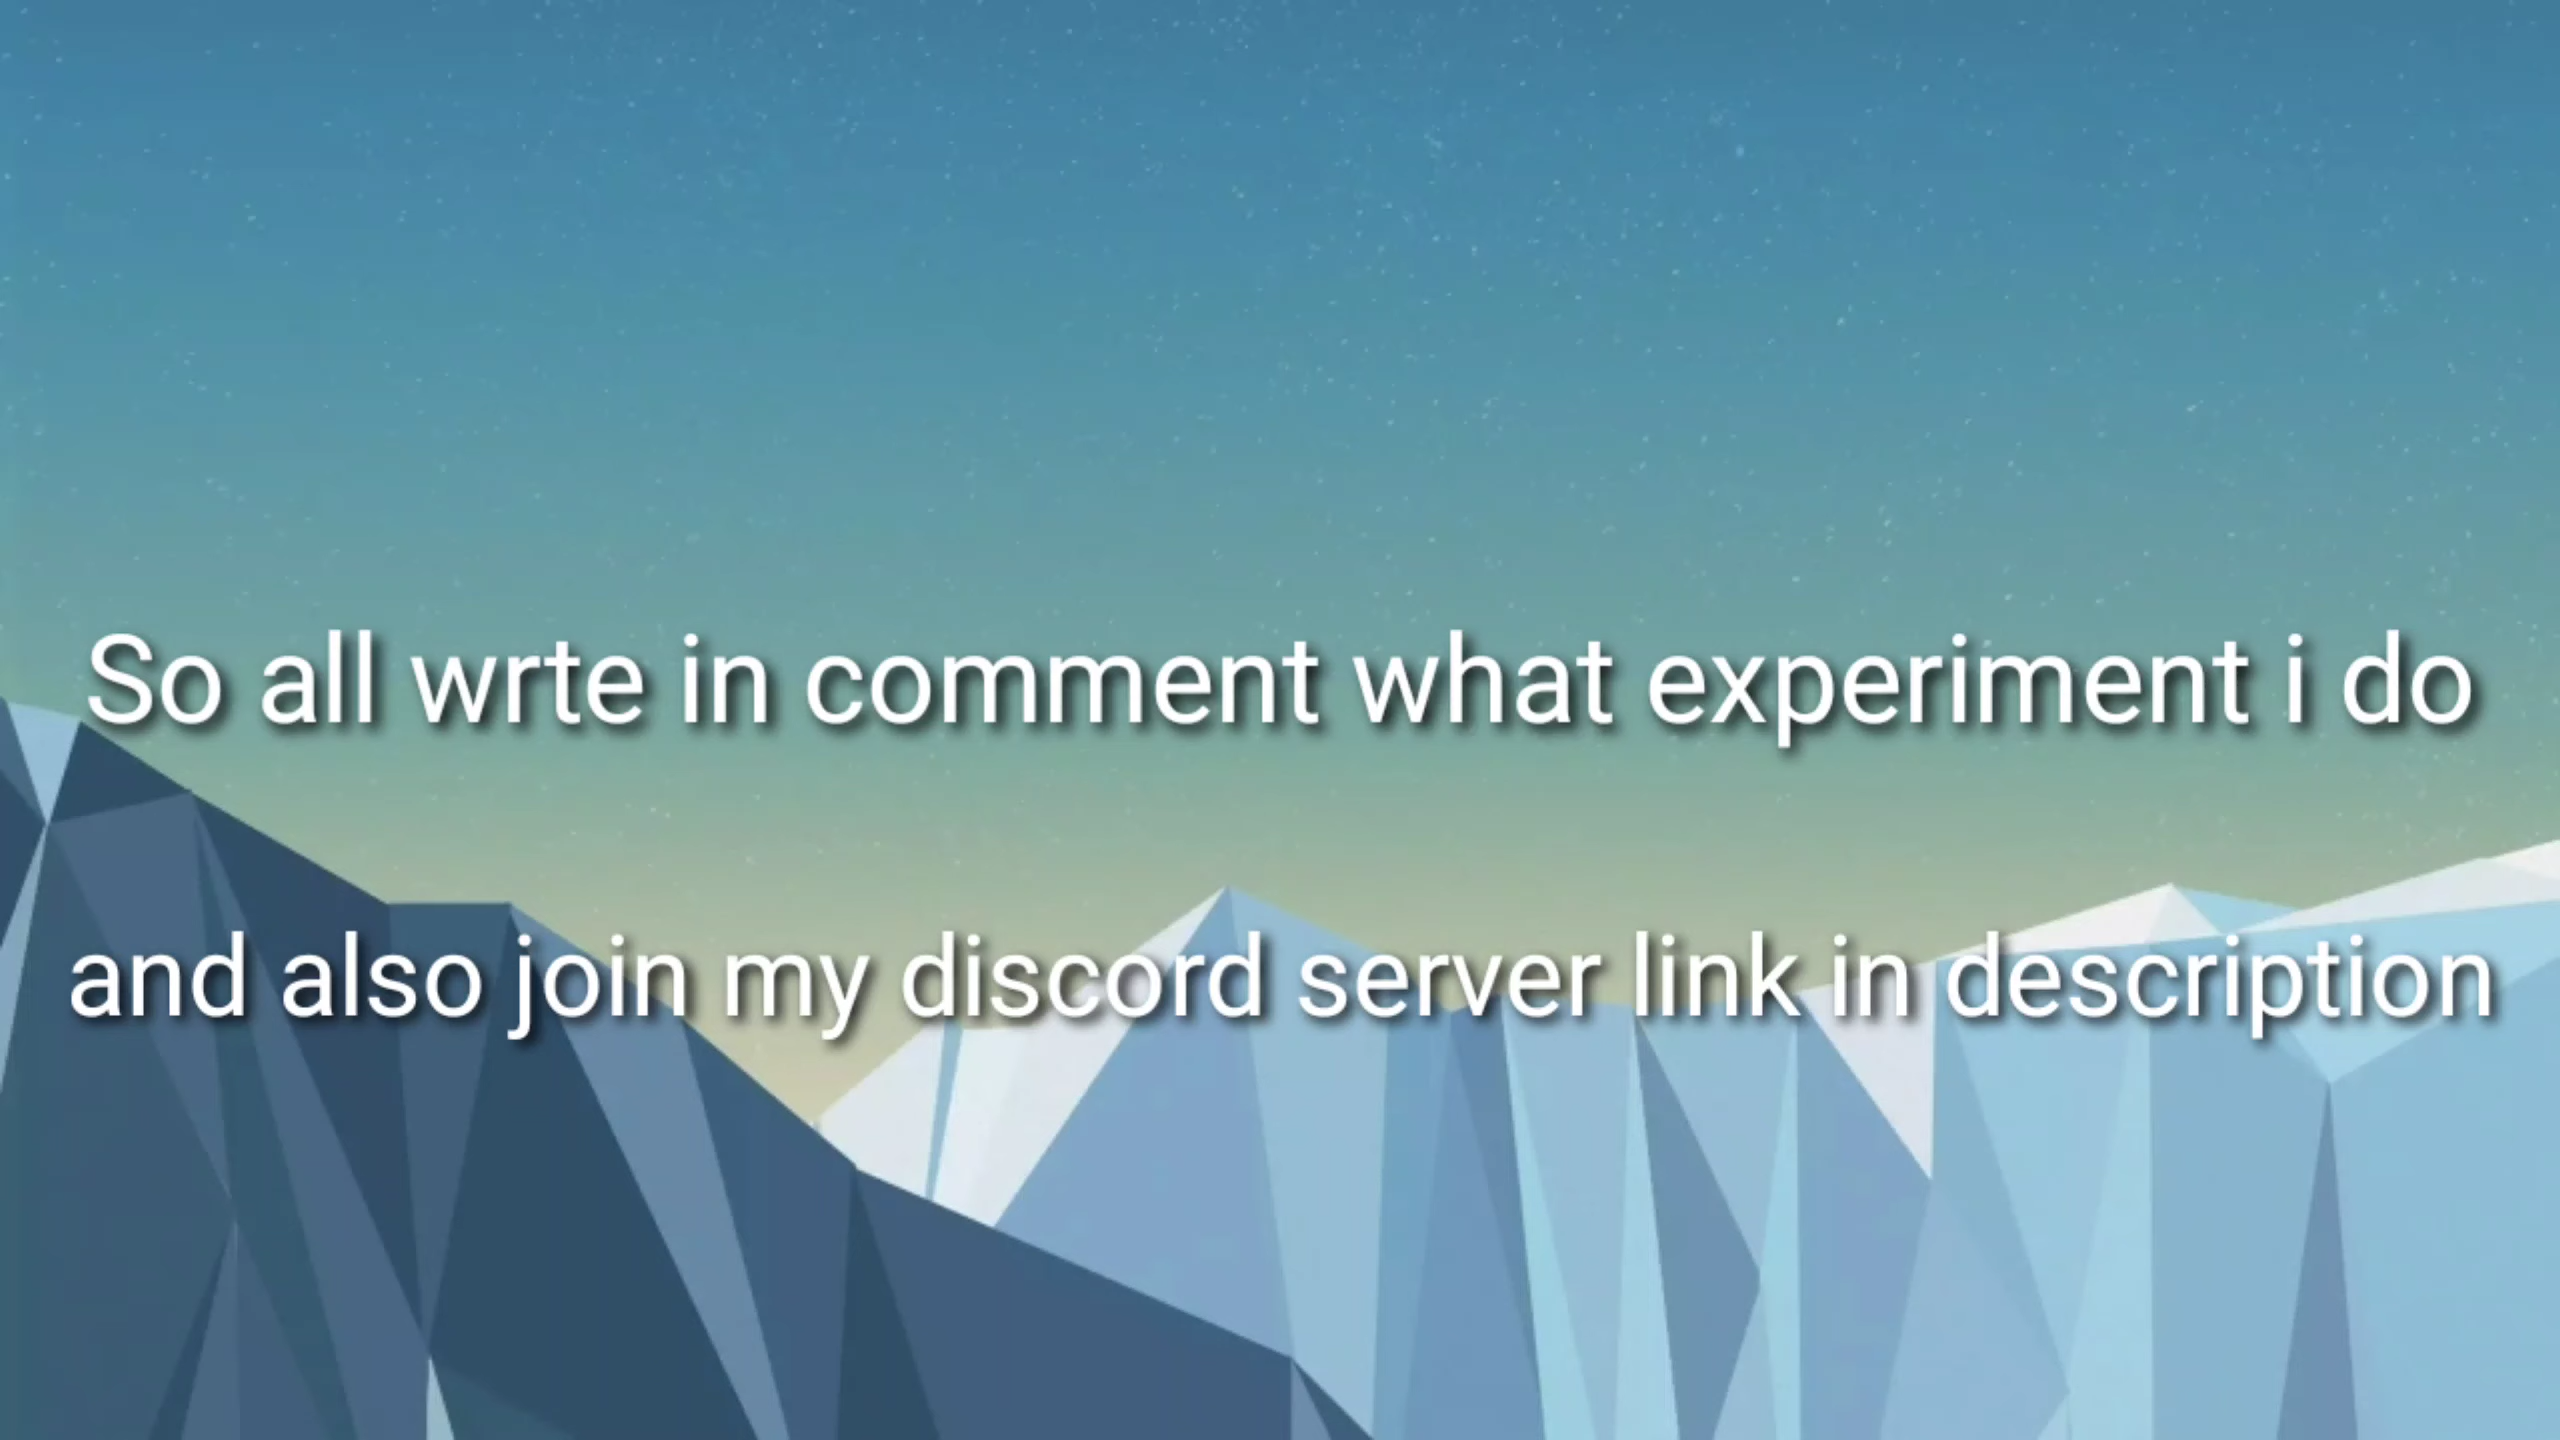 So all wrte in comment what experiment i do
and also join my discord server link in description